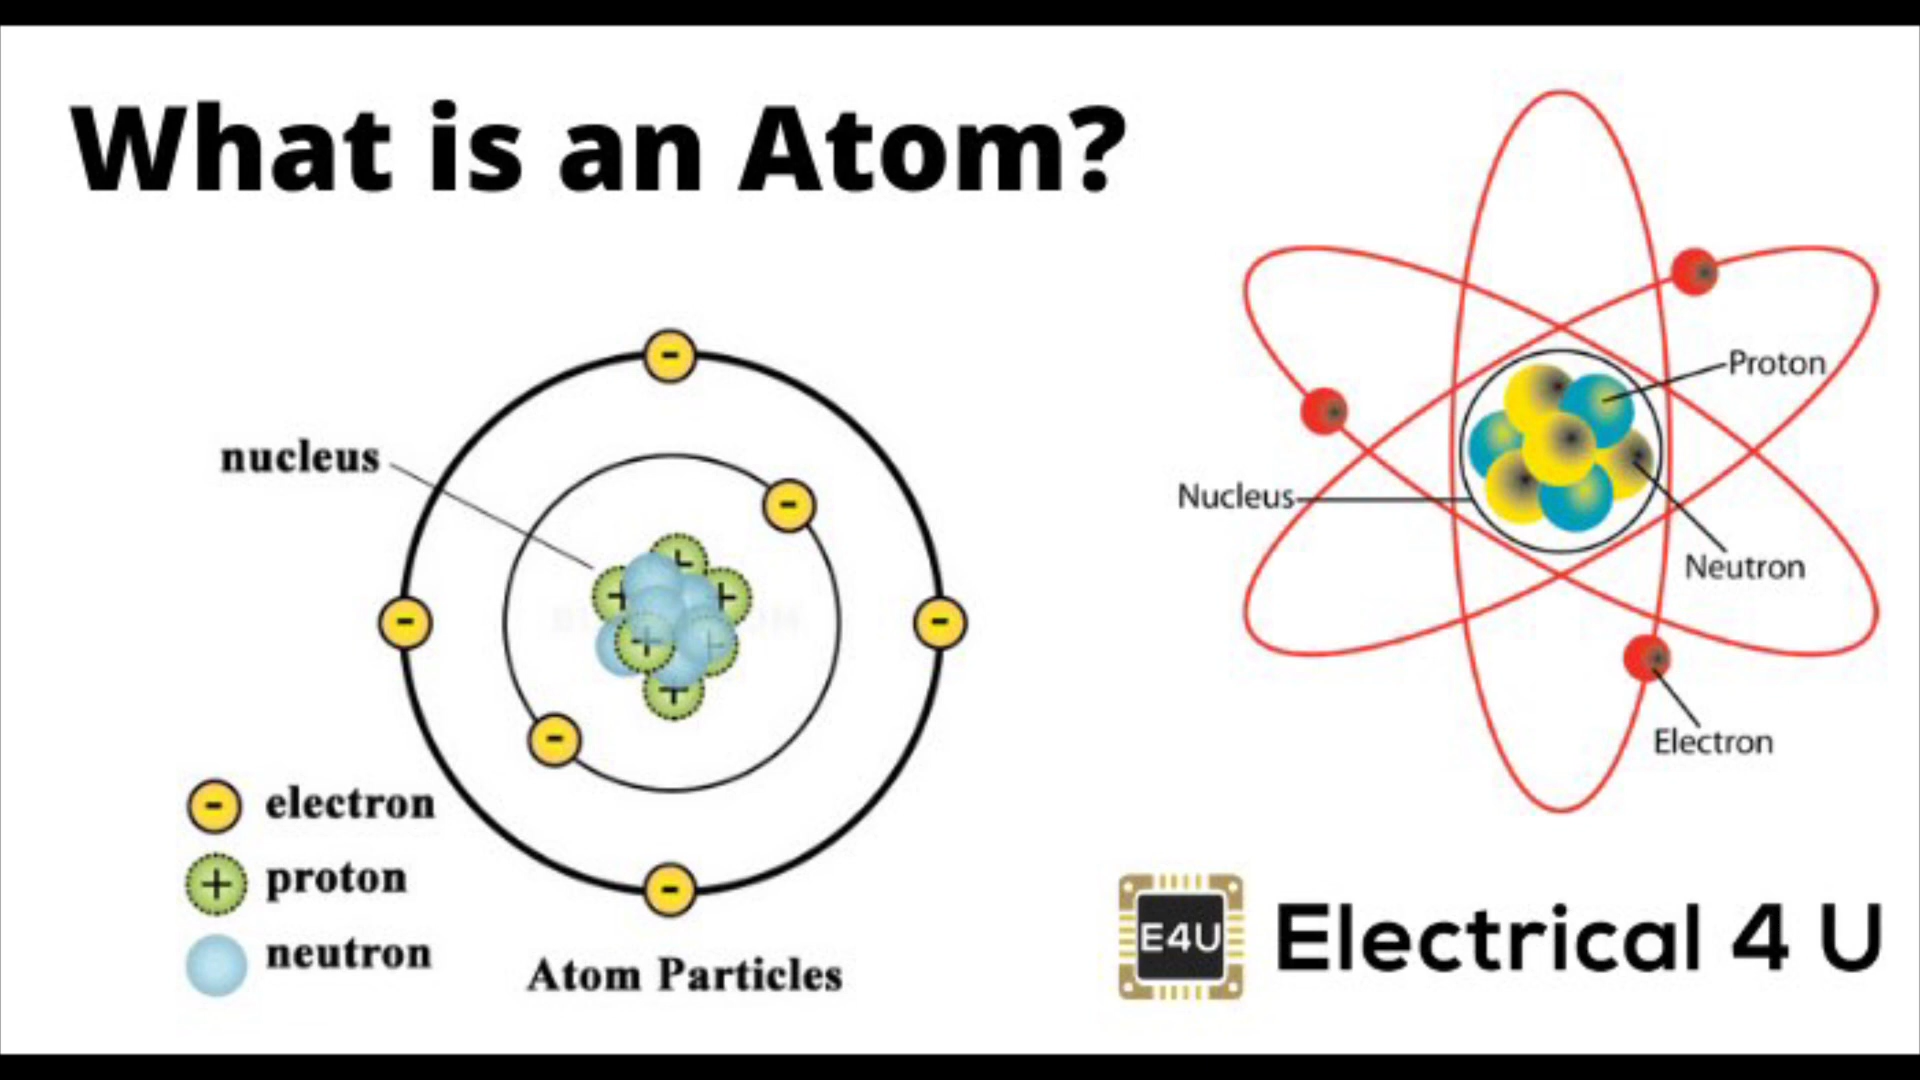 What is an Atom?
nucleus
-
-
-
-
-
-
+
+
+
+
+
+
- electron
+ proton
neutron
Atom Particles
Proton
Nucleus
Neutron
Electron
E4U Electrical 4 U